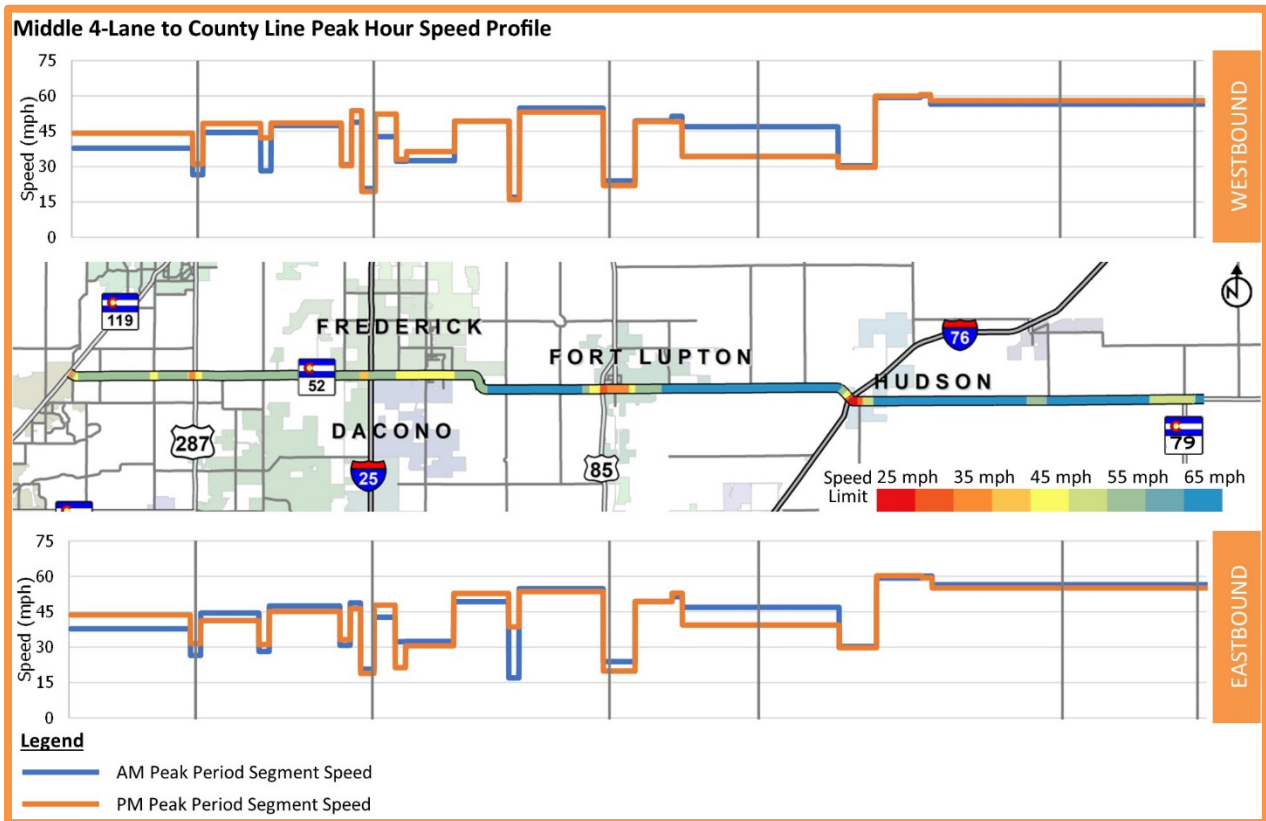 Middle 4-Lane to County Line Peak Hour Speed Profile
75
60
45
30
15
0
Speed (mph)
WESTBOUND
119
FREDERICK
76
N
FORT LUPTON
52
HUDSON
287
DACONO
79
25
85
Speed Limit
25 mph 35 mph 45 mph 55 mph 65 mph
75
60
45
30
15
0
Speed (mph)
EASTBOUND
Legend
AM Peak Period Segment Speed
PM Peak Period Segment Speed